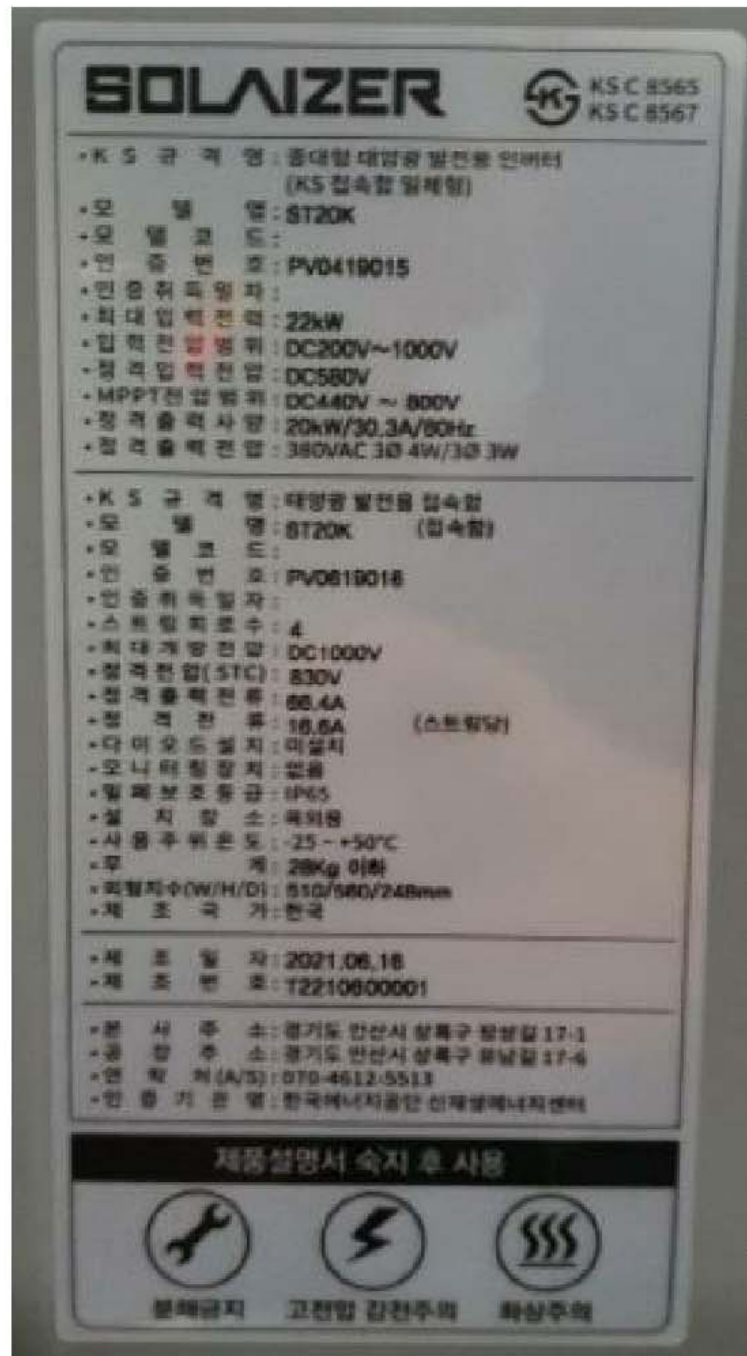 SOLAIZER
KS C 8565
KS C 8567
•K S 규 격 명 : 중대형 태양광 발전용 인버터
(KS 접속함 일체형)
•모 델 명 : ST20K
•모 델 코 드 :
•인 증 번 호 : PV0419015
•인증취득일자 :
•최대입력전력 : 22kW
•입력전압범위 : DC200V~1000V
•정격입력전압 : DC580V
•MPPT전압범위 : DC440V ~ 800V
•정격출력사양 : 20kW/30.3A/60Hz
•정격출력전압 : 380VAC 3Ø 4W/3Ø 3W
•K S 규 격 명 : 태양광 발전용 접속함
•모 델 명 : ST20K (접속함)
•모 델 코 드 :
•인 증 번 호 : PV0619016
•인증취득일자 :
•스트링회로수 : 4
•최대개방전압 : DC1000V
•정격전압(STC) : 830V
•정격출력전류 : 66.4A
•정 격 전 류 : 16.6A (스트링당)
•다이오드설치 : 미설치
•모니터링장치 : 없음
•밀폐보호등급 : IP65
•설 치 장 소 : 옥외용
•사용주위온도 : -25 ~ +50℃
•무 게 : 28Kg 이하
•외형치수(W/H/D) : 510/560/248mm
•제 조 국 가 : 한국
•제 조 일 자 : 2021.06.16
•제 조 번 호 : T2210600001
•본 사 주 소 : 경기도 안산시 상록구 17-1
•공 장 주 소 : 경기도 안산시 상록구 17-6
•연 락 처(A/S) : 070-4612-5513
•인 증 기 관 명 : 한국에너지공단 신재생에너지센터
제품설명서 숙지 후 사용
분해금지
고전압 감전주의
화상주의